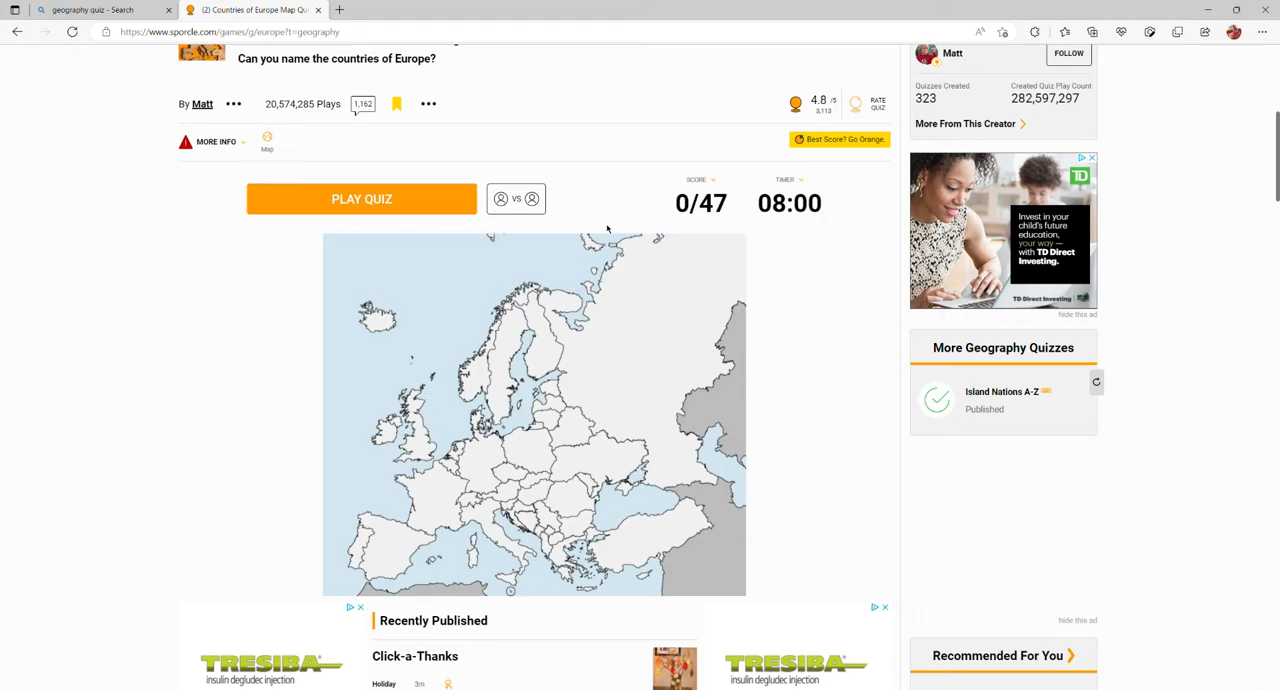 geography quiz - Search
(2) Countries of Europe Map Qu
https://www.sporcle.com/games/g/europe?t=geography
Can you name the countries of Europe?
By Matt ••• 20,574,285 Plays 1,162 •••
4.8 /5
3,113
RATE
QUIZ
MORE INFO
Map
Best Score? Go Orange.
PLAY QUIZ
VS
SCORE
0/47
TIMER
08:00
Matt
FOLLOW
Quizzes Created
323
Created Quiz Play Count
282,597,297
More From This Creator
TD
Invest in your
child's future
education,
your way —
with TD Direct
Investing.
TD Direct Investing
hide this ad
More Geography Quizzes
Island Nations A-Z
Published
hide this ad
Recommended For You
Recently Published
Click-a-Thanks
Holiday 3m
TRESIBA
insulin degludec injection
TRESIBA
insulin degludec injection